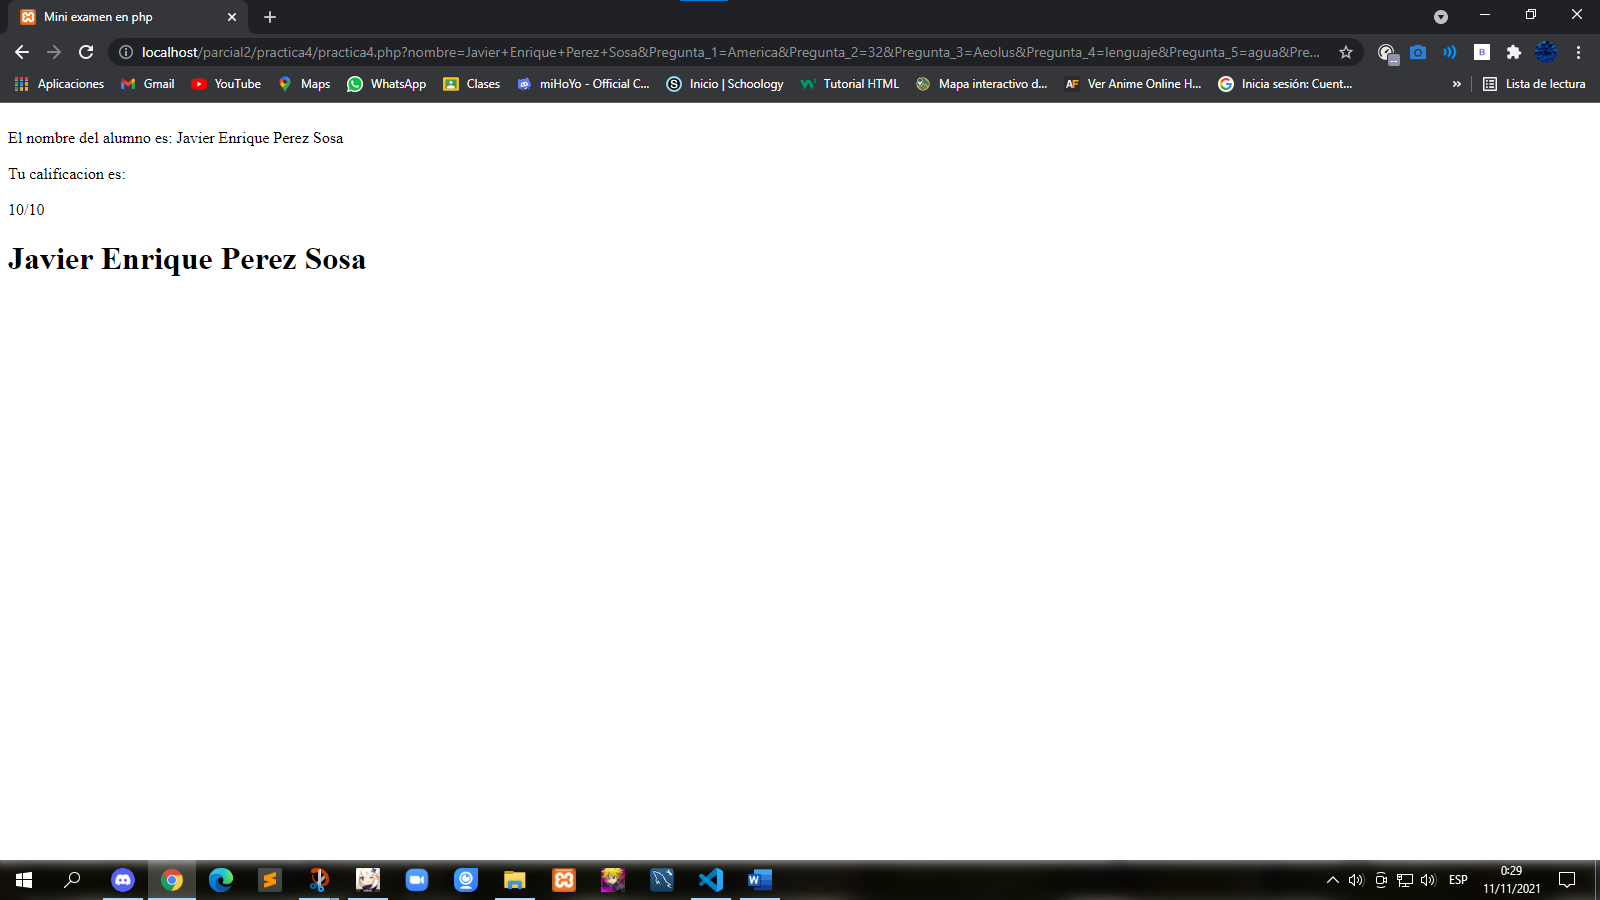 Mini examen en php
localhost/parcial2/practica4/practica4.php?nombre=Javier+Enrique+Perez+Sosa&Pregunta_1=America&Pregunta_2=32&Pregunta_3=Aeolus&Pregunta_4=lenguaje&Pregunta_5=agua&Pre...
Aplicaciones Gmail YouTube Maps WhatsApp Clases miHoYo - Official C... Inicio | Schoology Tutorial HTML Mapa interactivo d... AF Ver Anime Online H... Inicia sesión: Cuent... » Lista de lectura
El nombre del alumno es: Javier Enrique Perez Sosa
Tu calificacion es:
10/10
Javier Enrique Perez Sosa
ESP
0:29
11/11/2021